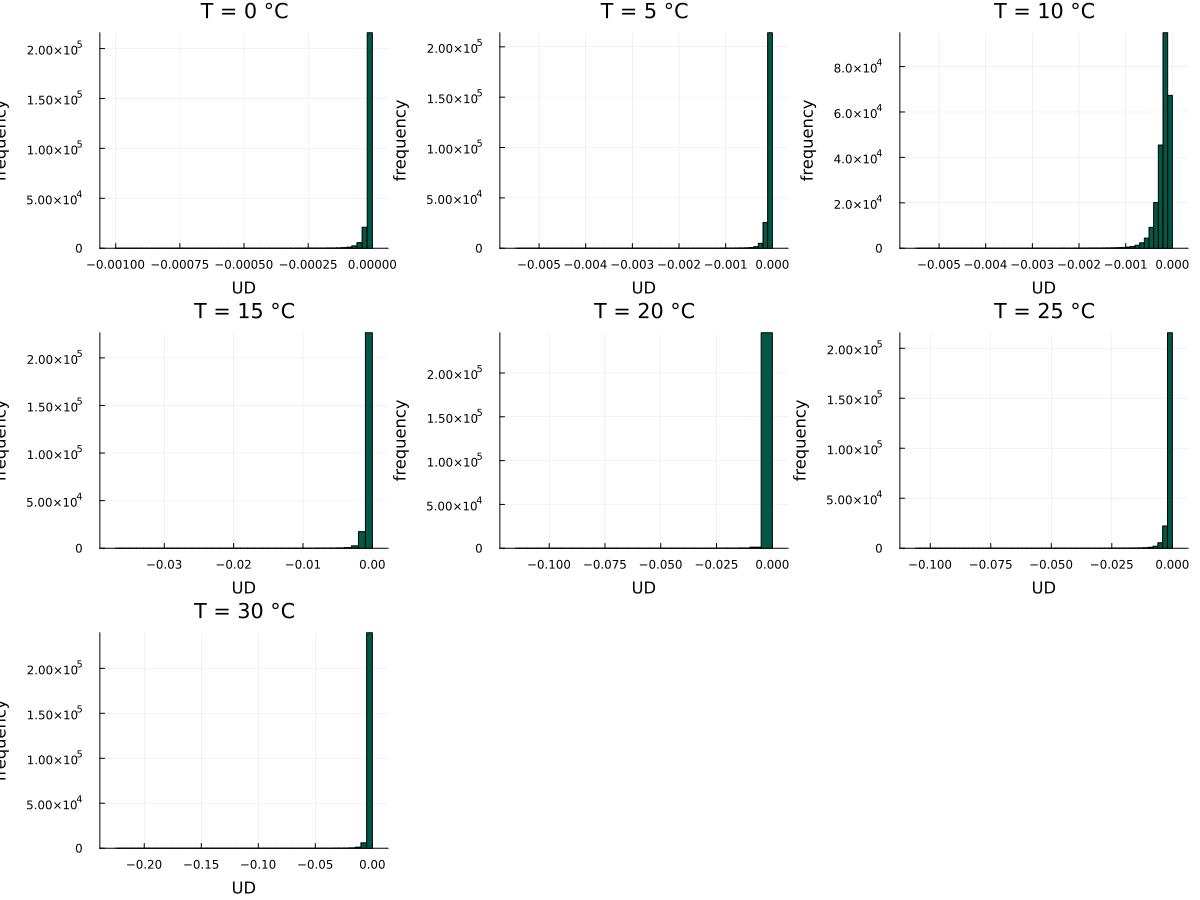 T = 0 °C
2.00×10⁵
1.50×10⁵
1.00×10⁵
5.00×10⁴
0
frequency
−0.00100 −0.00075 −0.00050 −0.00025 0.00000
UD
T = 5 °C
2.00×10⁵
1.50×10⁵
1.00×10⁵
5.00×10⁴
0
frequency
−0.005 −0.004 −0.003 −0.002 −0.001 0.000
UD
T = 10 °C
8.0×10⁴
6.0×10⁴
4.0×10⁴
2.0×10⁴
0
frequency
−0.005 −0.004 −0.003 −0.002 −0.001 0.000
UD
T = 15 °C
2.00×10⁵
1.50×10⁵
1.00×10⁵
5.00×10⁴
0
frequency
−0.03 −0.02 −0.01 0.00
UD
T = 20 °C
2.00×10⁵
1.50×10⁵
1.00×10⁵
5.00×10⁴
0
frequency
−0.100 −0.075 −0.050 −0.025 0.000
UD
T = 25 °C
2.00×10⁵
1.50×10⁵
1.00×10⁵
5.00×10⁴
0
frequency
−0.100 −0.075 −0.050 −0.025 0.000
UD
T = 30 °C
2.00×10⁵
1.50×10⁵
1.00×10⁵
5.00×10⁴
0
frequency
−0.20 −0.15 −0.10 −0.05 0.00
UD